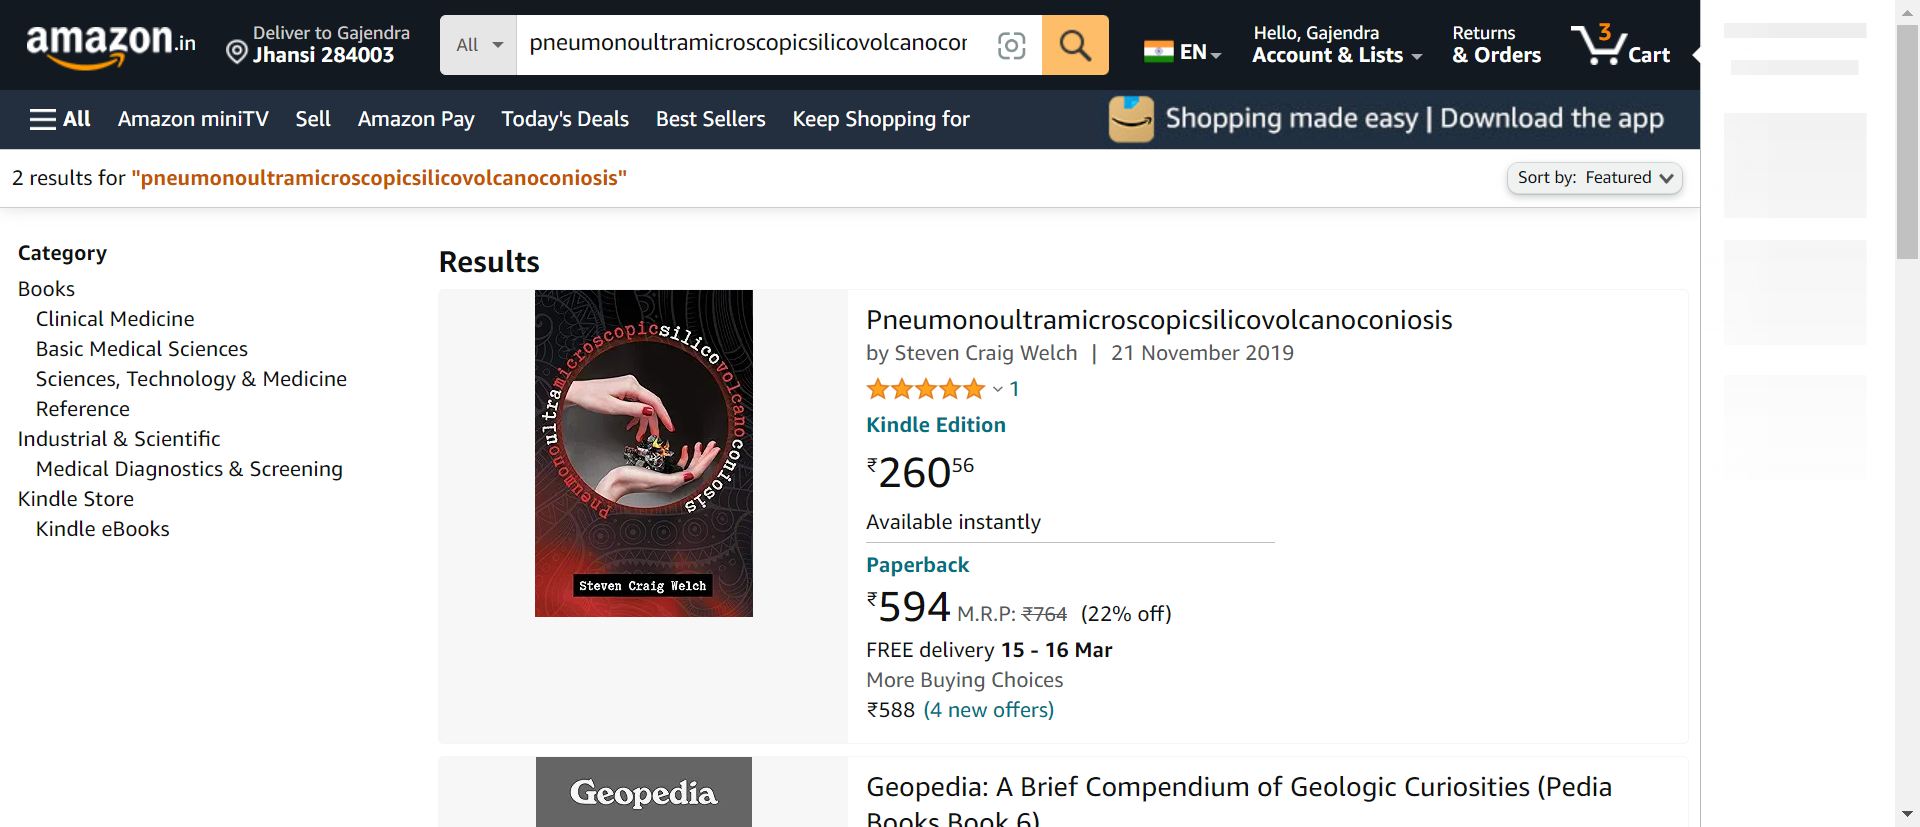 amazon.in
Deliver to Gajendra
Jhansi 284003
All
pneumonoultramicroscopicsilicovolcanocor
EN
Hello, Gajendra
Account & Lists
Returns
& Orders
3
Cart
All
Amazon miniTV
Sell
Amazon Pay
Today's Deals
Best Sellers
Keep Shopping for
Shopping made easy | Download the app
2 results for "pneumonoultramicroscopicsilicovolcanoconiosis"
Sort by: Featured
Category
Books
Clinical Medicine
Basic Medical Sciences
Sciences, Technology & Medicine
Reference
Industrial & Scientific
Medical Diagnostics & Screening
Kindle Store
Kindle eBooks
Results
pneumonoultramicroscopicsilicovolcanoconiosis
Steven Craig Welch
Pneumonoultramicroscopicsilicovolcanoconiosis
by Steven Craig Welch | 21 November 2019
1
Kindle Edition
₹26056
Available instantly
Paperback
₹594 M.R.P: ₹764 (22% off)
FREE delivery 15 - 16 Mar
More Buying Choices
₹588 (4 new offers)
Geopedia
Geopedia: A Brief Compendium of Geologic Curiosities (Pedia
Books Book 6)